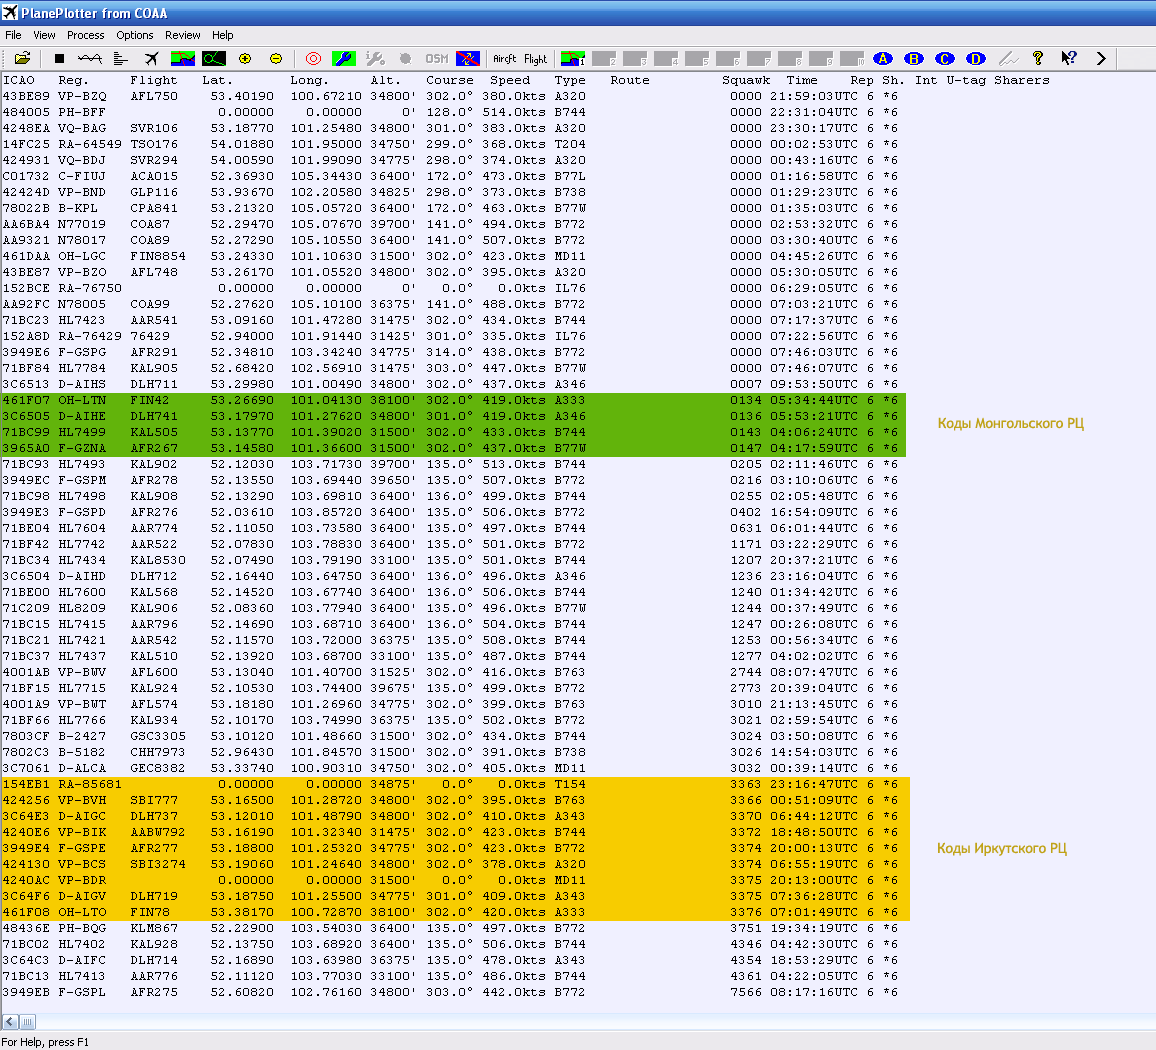 PlanePlotter from COAA
File View Process Options Review Help
OSM Aircft Flight 1 2 3 4 5 6 7 8 9 10 A B C D
ICAO Reg. Flight Lat. Long. Alt. Course Speed Type Route Squawk Time Rep Sh. Int U-tag Sharers
43BE89 VP-BZQ AFL750 53.40190 100.67210 34800' 302.0° 380.0kts A320 0000 21:59:03UTC 6 *6
484005 PH-BFF 0.00000 0.00000 0' 128.0° 514.0kts B744 0000 22:31:04UTC 6 *6
4248EA VQ-BAG SVR106 53.18770 101.25480 34800' 301.0° 383.0kts A320 0000 23:30:17UTC 6 *6
14FC25 RA-64549 TSO176 54.01880 101.95000 34750' 299.0° 368.0kts T204 0000 00:02:53UTC 6 *6
424931 VQ-BDJ SVR294 54.00590 101.99090 34775' 298.0° 374.0kts A320 0000 00:43:16UTC 6 *6
C01732 C-FIUJ ACA015 52.36930 105.34430 36400' 172.0° 473.0kts B77L 0000 01:16:58UTC 6 *6
42424D VP-BND GLP116 53.93670 102.20580 34825' 298.0° 373.0kts B738 0000 01:29:23UTC 6 *6
78022B B-KPL CPA841 53.21320 105.05720 36400' 172.0° 463.0kts B77W 0000 01:35:03UTC 6 *6
AA6BA4 N77019 COA87 52.29470 105.07670 39700' 141.0° 494.0kts B772 0000 02:53:32UTC 6 *6
AA9321 N78017 COA89 52.27290 105.10550 36400' 141.0° 507.0kts B772 0000 03:30:40UTC 6 *6
461DAA OH-LGC FIN8854 53.24330 101.10630 31500' 302.0° 423.0kts MD11 0000 04:45:26UTC 6 *6
43BE87 VP-BZO AFL748 53.26170 101.05520 34800' 302.0° 395.0kts A320 0000 05:30:05UTC 6 *6
152BCE RA-76750 0.00000 0.00000 0' 0.0° 0.0kts IL76 0000 06:29:05UTC 6 *6
AA92FC N78005 COA99 52.27620 105.10100 36375' 141.0° 488.0kts B772 0000 07:03:21UTC 6 *6
71BC23 HL7423 AAR541 53.09160 101.47280 31475' 302.0° 434.0kts B744 0000 07:17:37UTC 6 *6
152A8D RA-76429 76429 52.94000 101.91440 31425' 301.0° 335.0kts IL76 0000 07:22:56UTC 6 *6
3949E6 F-GSPG AFR291 52.34810 103.34240 34775' 314.0° 438.0kts B772 0000 07:46:03UTC 6 *6
71BF84 HL7784 KAL905 52.68420 102.56910 31475' 303.0° 447.0kts B77W 0000 07:46:07UTC 6 *6
3C6513 D-AIHS DLH711 53.29980 101.00490 34800' 302.0° 437.0kts A346 0007 09:53:50UTC 6 *6
461F07 OH-LTN FIN42 53.26690 101.04130 38100' 302.0° 419.0kts A333 0134 05:34:44UTC 6 *6
3C6505 D-AIHE DLH741 53.17970 101.27620 34800' 301.0° 419.0kts A346 0136 05:53:21UTC 6 *6
Коды Монгольского РЦ
71BC99 HL7499 KAL505 53.13770 101.39020 31500' 302.0° 433.0kts B744 0143 04:06:24UTC 6 *6
3965A0 F-GZNA AFR267 53.14580 101.36600 31500' 302.0° 437.0kts B77W 0147 04:17:59UTC 6 *6
71BC93 HL7493 KAL902 52.12030 103.71730 39700' 135.0° 513.0kts B744 0205 02:11:46UTC 6 *6
3949EC F-GSPM AFR278 52.13550 103.69440 39650' 135.0° 507.0kts B772 0216 03:10:06UTC 6 *6
71BC98 HL7498 KAL908 52.13290 103.69810 36400' 136.0° 499.0kts B744 0255 02:05:48UTC 6 *6
3949E3 F-GSPD AFR276 52.03610 103.85720 36400' 135.0° 506.0kts B772 0402 16:54:09UTC 6 *6
71BE04 HL7604 AAR774 52.11050 103.73580 36400' 135.0° 497.0kts B744 0631 06:01:44UTC 6 *6
71BF42 HL7742 AAR522 52.07830 103.78830 36400' 135.0° 501.0kts B772 1171 03:22:29UTC 6 *6
71BC34 HL7434 KAL8530 52.07490 103.79190 33100' 135.0° 501.0kts B744 1207 20:37:21UTC 6 *6
3C6504 D-AIHD DLH712 52.16440 103.64750 36400' 136.0° 496.0kts A346 1236 23:16:04UTC 6 *6
71BE00 HL7600 KAL568 52.14520 103.67740 36400' 136.0° 506.0kts B744 1240 01:34:42UTC 6 *6
71C209 HL8209 KAL906 52.08360 103.77940 36400' 135.0° 496.0kts B77W 1244 00:37:49UTC 6 *6
71BC15 HL7415 AAR796 52.14690 103.68710 36400' 136.0° 504.0kts B744 1247 00:26:08UTC 6 *6
71BC21 HL7421 AAR542 52.11570 103.72000 36375' 135.0° 508.0kts B744 1253 00:56:34UTC 6 *6
71BC37 HL7437 KAL510 52.13920 103.68700 33100' 135.0° 487.0kts B744 1277 04:02:02UTC 6 *6
4001AB VP-BWV AFL600 53.13040 101.40700 31525' 302.0° 416.0kts B763 2744 08:07:47UTC 6 *6
71BF15 HL7715 KAL924 52.10530 103.74400 39675' 135.0° 499.0kts B772 2773 20:39:04UTC 6 *6
4001A9 VP-BWT AFL574 53.18180 101.26960 34775' 302.0° 399.0kts B763 3010 21:13:45UTC 6 *6
71BF66 HL7766 KAL934 52.10170 103.74990 36375' 135.0° 502.0kts B772 3021 02:59:54UTC 6 *6
7803CF B-2427 GSC3305 53.10120 101.48660 31500' 302.0° 434.0kts B744 3024 03:50:08UTC 6 *6
7802C3 B-5182 CHH7973 52.96430 101.84570 31500' 302.0° 391.0kts B738 3026 14:54:03UTC 6 *6
3C7061 D-ALCA GEC8382 53.33740 100.90310 34750' 302.0° 405.0kts MD11 3032 00:39:14UTC 6 *6
154EB1 RA-85681 0.00000 0.00000 34875' 0.0° 0.0kts T154 3363 23:16:47UTC 6 *6
424256 VP-BVH SBI777 53.16500 101.28720 34800' 302.0° 395.0kts B763 3366 00:51:09UTC 6 *6
3C64E3 D-AIGC DLH737 53.12010 101.48790 34800' 302.0° 410.0kts A343 3370 06:44:12UTC 6 *6
4240E6 VP-BIK AABW792 53.16190 101.32340 31475' 302.0° 423.0kts B744 3372 18:48:50UTC 6 *6
3949E4 F-GSPE AFR277 53.18800 101.25320 34775' 302.0° 423.0kts B772 3374 20:00:13UTC 6 *6
Коды Иркутского РЦ
424130 VP-BCS SBI3274 53.19060 101.24640 34800' 302.0° 378.0kts A320 3374 06:55:19UTC 6 *6
4240AC VP-BDR 0.00000 0.00000 31500' 0.0° 0.0kts MD11 3375 20:13:00UTC 6 *6
3C64F6 D-AIGV DLH719 53.18750 101.25500 34775' 301.0° 409.0kts A343 3375 07:36:28UTC 6 *6
461F08 OH-LTO FIN78 53.38170 100.72870 38100' 302.0° 420.0kts A333 3376 07:01:49UTC 6 *6
48436E PH-BQG KLM867 52.22900 103.54030 36400' 135.0° 497.0kts B772 3751 19:34:19UTC 6 *6
71BC02 HL7402 KAL928 52.13750 103.68920 36400' 135.0° 506.0kts B744 4346 04:42:30UTC 6 *6
3C64C3 D-AIFC DLH714 52.16890 103.63980 36375' 135.0° 478.0kts A343 4354 18:53:29UTC 6 *6
71BC13 HL7413 AAR776 52.11120 103.77030 33100' 135.0° 486.0kts B744 4361 04:22:05UTC 6 *6
3949EB F-GSPL AFR275 52.60820 102.76160 34800' 303.0° 442.0kts B772 7566 08:17:16UTC 6 *6
For Help, press F1